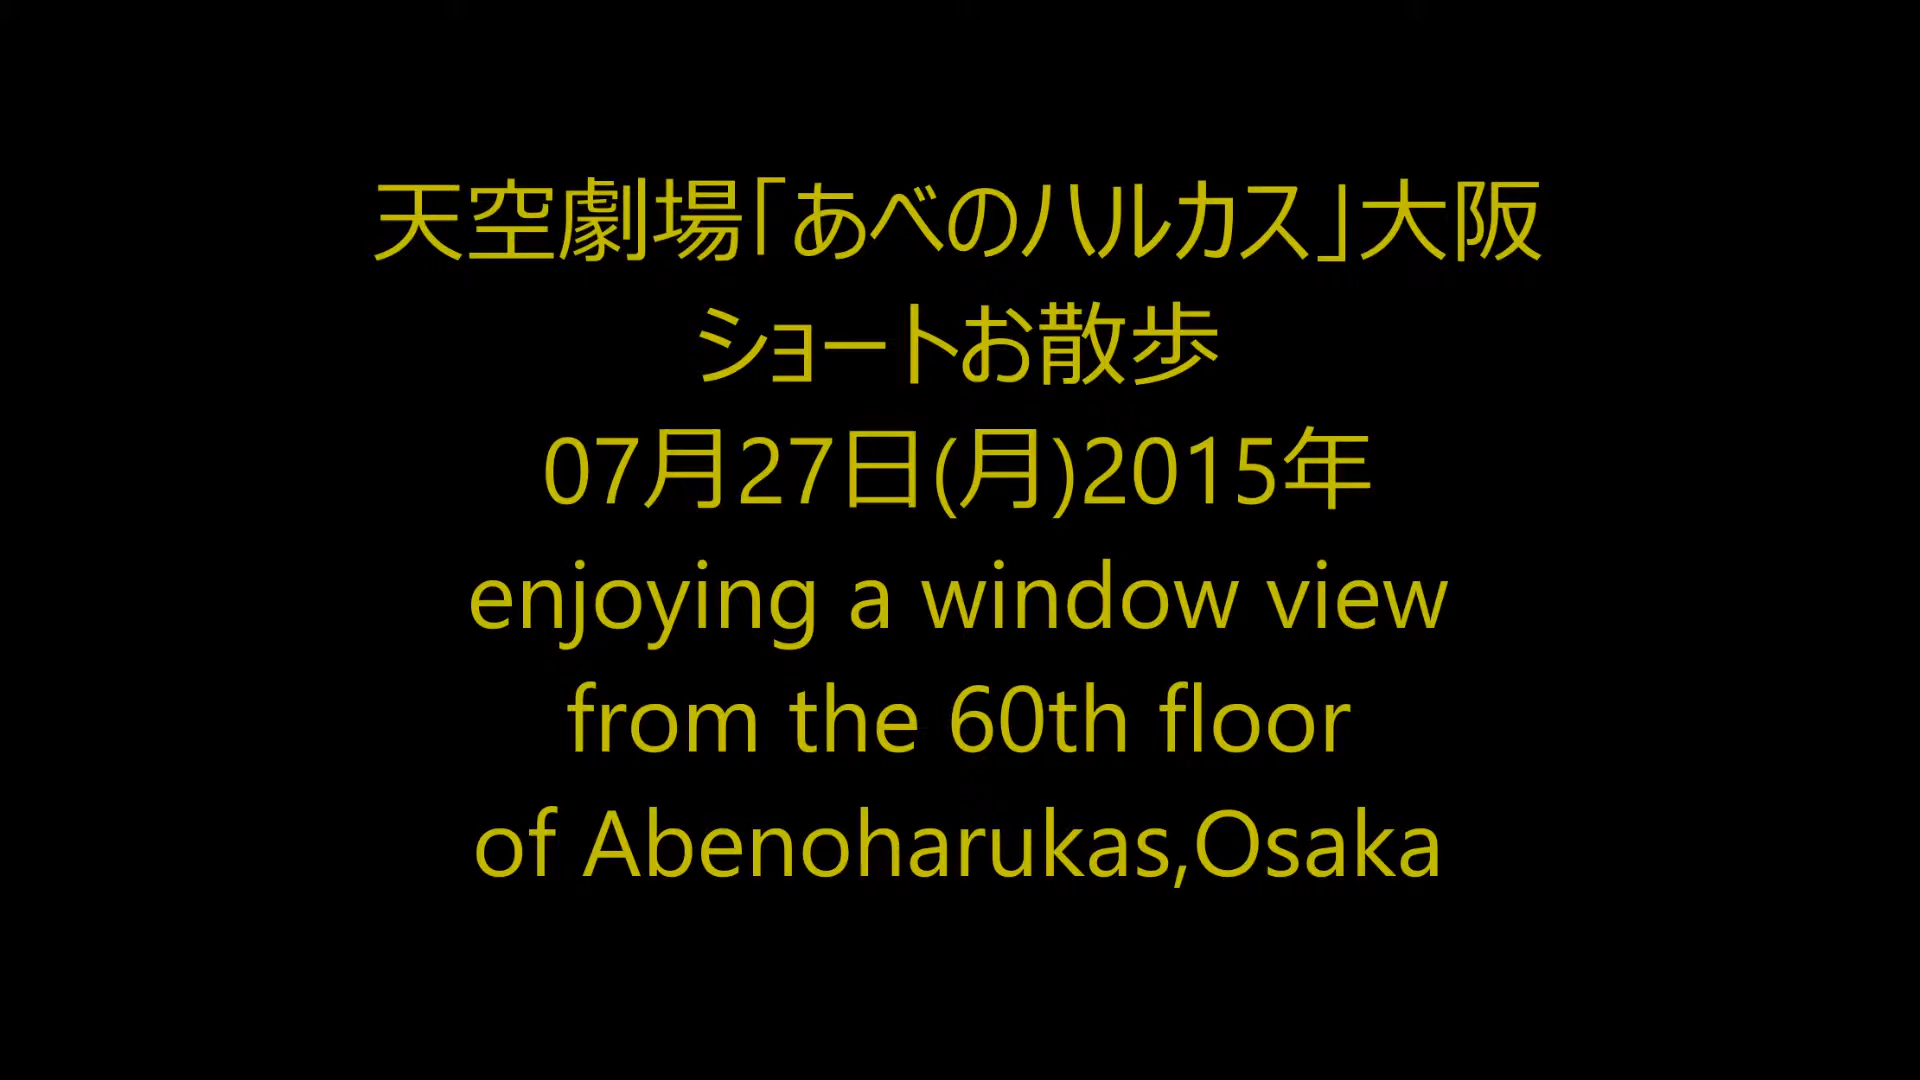 天空劇場「あべのハルカス」大阪
ショートお散歩
07月27日(月)2015年
enjoying a window view
from the 60th floor
of Abenoharukas,Osaka